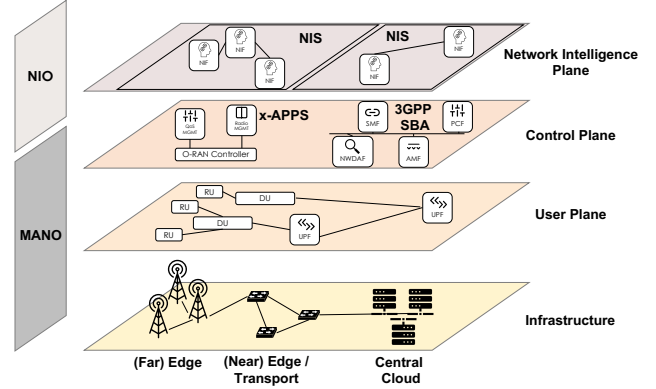 NIO
MANO
NIS
NIS
NIF
NIF
NIF
NIF
NIF
Network Intelligence
Plane
QoS
MGMT
Radio
MGMT
x-APPS
O-RAN Controller
SMF
3GPP
SBA
PCF
NWDAF
AMF
Control Plane
RU
DU
RU
DU
RU
UPF
UPF
User Plane
Infrastructure
(Far) Edge
(Near) Edge /
Transport
Central
Cloud